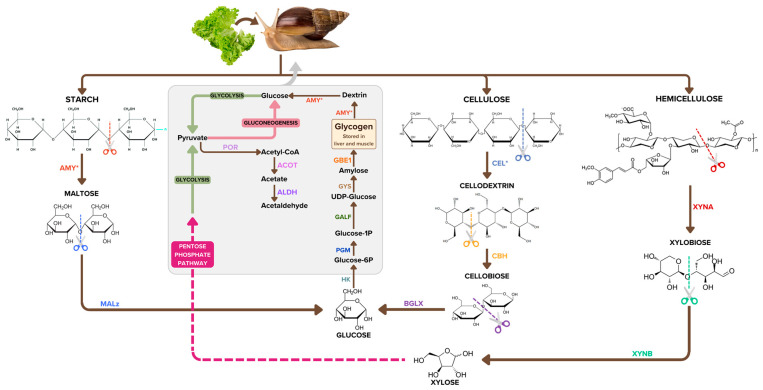 STARCH
CELLULOSE
HEMICELLULOSE
GLYCOLYSIS
Glucose
AMY*
Dextrin
GLUCONEOGENESIS
AMY*
Pyruvate
Glycogen
Stored in
liver and muscle
POR
Acetyl-CoA
ACOT
GBE1
Amylose
Acetate
GYS
ALDH
UDP-Glucose
Acetaldehyde
GALF
Glucose-1P
PGM
Glucose-6P
HK
GLYCOLYSIS
PENTOSE
PHOSPHATE
PATHWAY
AMY*
MALTOSE
MALz
GLUCOSE
CEL*
CELLODEXTRIN
CBH
CELLOBIOSE
BGLX
XYNA
XYLOBIOSE
XYNB
XYLOSE